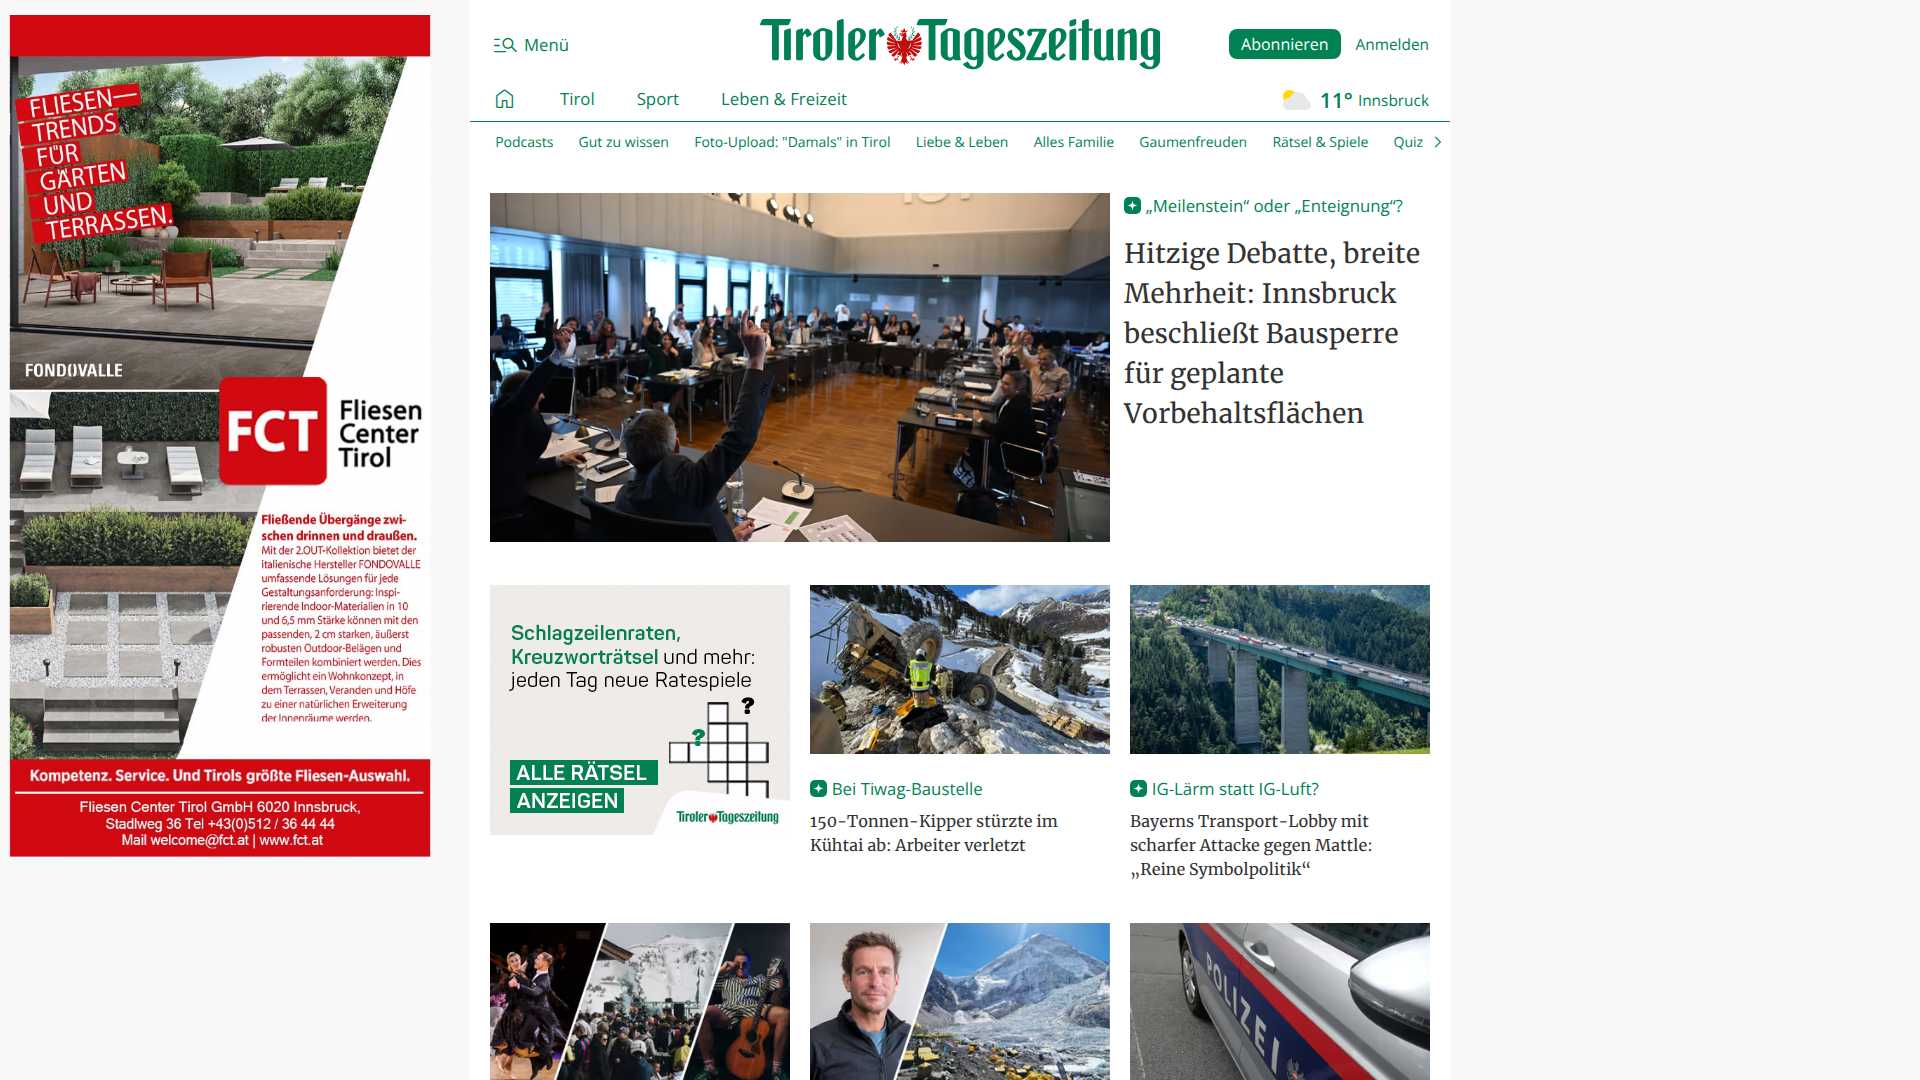 FLIESEN—
TRENDS
FÜR
GÄRTEN
UND
TERRASSEN.
FONDOVALLE
FCT
Fliesen
Center
Tirol
Fließende Übergänge zwi-
schen drinnen und draußen.
Mit der 2.OUT-Kollektion bietet der
italienische Hersteller FONDOVALLE
umfassende Lösungen für jede
Gestaltungsanforderung: Inspi-
rierende Indoor-Materialien in 10
und 6,5 mm Stärke können mit den
passenden, 2 cm starken, äußerst
robusten Outdoor-Belägen und
Formteilen kombiniert werden. Dies
ermöglicht ein Wohnkonzept, in
dem Terrassen, Veranden und Höfe
zu einer natürlichen Erweiterung
der Innenräume werden.
Kompetenz. Service. Und Tirols größte Fliesen-Auswahl.
Fliesen Center Tirol GmbH 6020 Innsbruck,
Stadlweg 36 Tel +43(0)512 / 36 44 44
Mail welcome@fct.at | www.fct.at
Menü
Tiroler Tageszeitung
Abonnieren
Anmelden
Tirol
Sport
Leben & Freizeit
11° Innsbruck
Podcasts
Gut zu wissen
Foto-Upload: "Damals" in Tirol
Liebe & Leben
Alles Familie
Gaumenfreuden
Rätsel & Spiele
Quiz
„Meilenstein“ oder „Enteignung“?
Hitzige Debatte, breite
Mehrheit: Innsbruck
beschließt Bausperre
für geplante
Vorbehaltsflächen
Schlagzeilenraten,
Kreuzworträtsel und mehr:
jeden Tag neue Ratespiele
?
?
ALLE RÄTSEL
ANZEIGEN
Tiroler Tageszeitung
Bei Tiwag-Baustelle
150-Tonnen-Kipper stürzte im
Kühtai ab: Arbeiter verletzt
IG-Lärm statt IG-Luft?
Bayerns Transport-Lobby mit
scharfer Attacke gegen Mattle:
„Reine Symbolpolitik“
POLIZEI